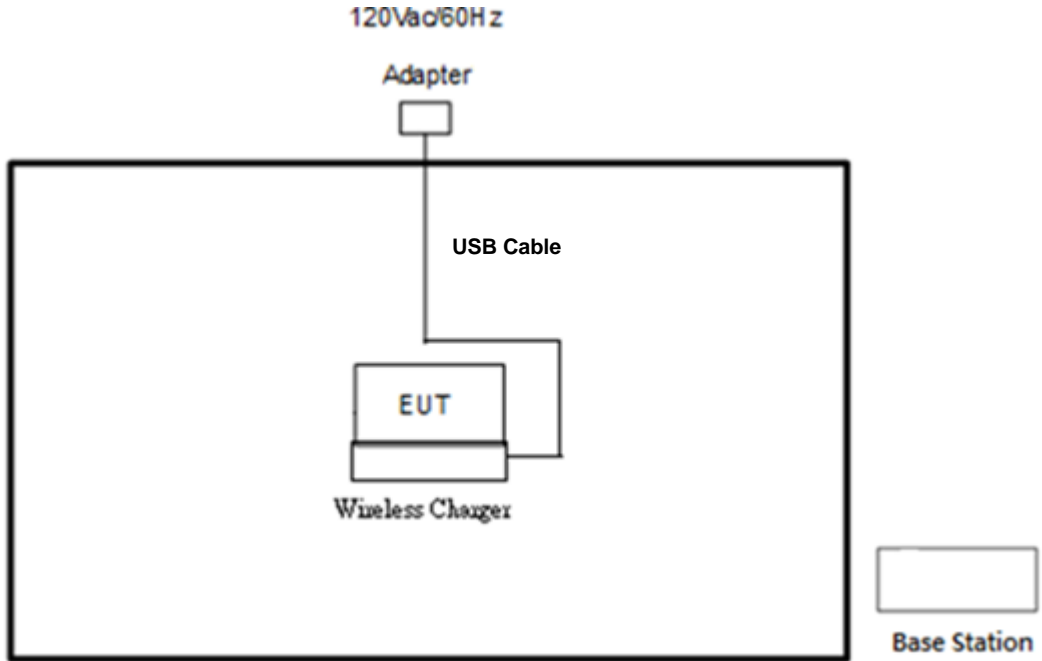 120Vac/60Hz
Adapter
USB Cable
EUT
Wireless Charger
Base Station